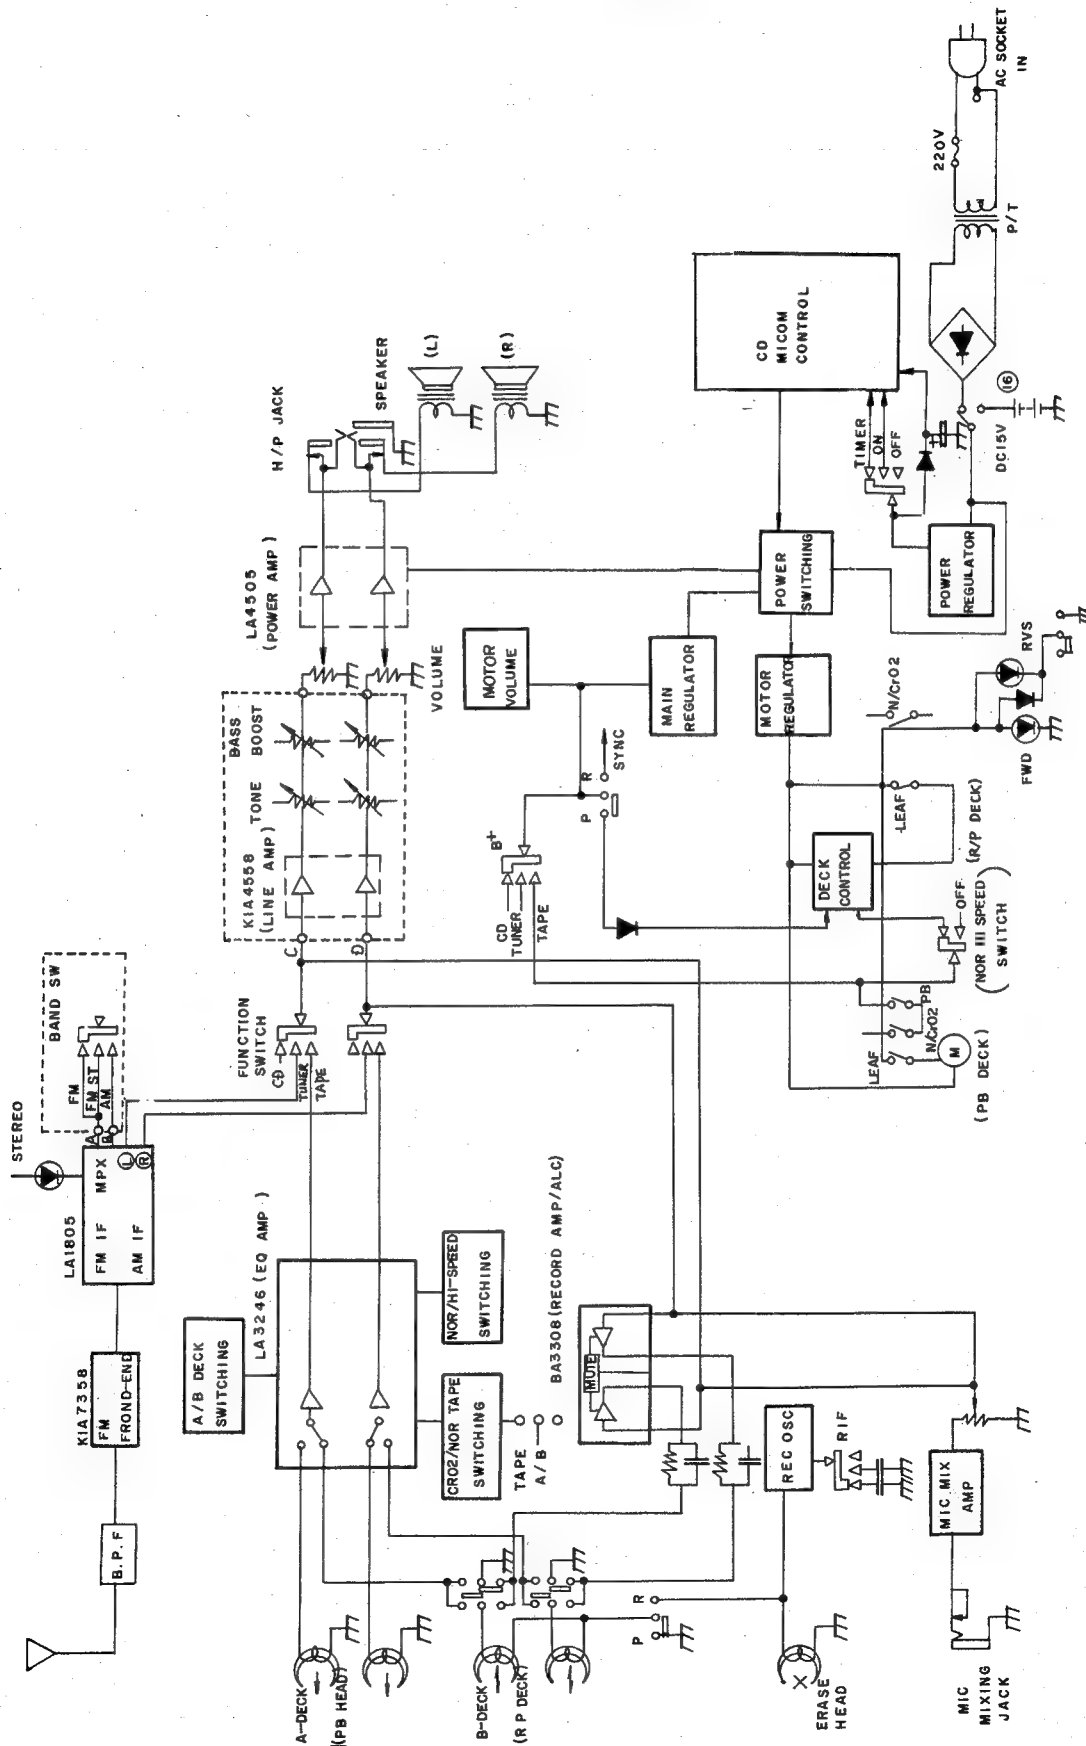 STEREO
BAND SW
FM
FM ST
AM
A
B
LA1805
FM IF
MPX
AM IF
L
R
KIA7358
FM
FROND-END
B.P.F
FUNCTION
SWITCH
CD
TUNER
TAPE
C
D
KIA4558
(LINE AMP)
TONE
BASS
BOOST
VOLUME
LA4505
(POWER AMP)
H/P JACK
SPEAKER
(L)
(R)
A/B DECK
SWITCHING
LA3246 (EQ AMP)
CRO2/NOR TAPE
SWITCHING
NOR/HI-SPEED
SWITCHING
TAPE
A/B
BA3308(RECORD AMP/ALC)
MUTE
A-DECK
(PB HEAD)
B-DECK
(R P DECK)
P
R
ERASE
HEAD
REC OSC
RIF
MIC
MIXING
JACK
MIC MIX
AMP
CD
TUNER
TAPE
B+
MOTOR
VOLUME
P
R
SYNC
MAIN
REGULATOR
MOTOR
REGULATOR
POWER
SWITCHING
CD
MICOM
CONTROL
TIMER
ON
OFF
POWER
REGULATOR
DC15V
16
P/T
220V
AC SOCKET
IN
DECK
CONTROL
LEAF
(R/P DECK)
N/CrO2
FWD
RVS
OFF
(NOR HI SPEED)
SWITCH
PB
N/CrO2
LEAF
M
(PB DECK)